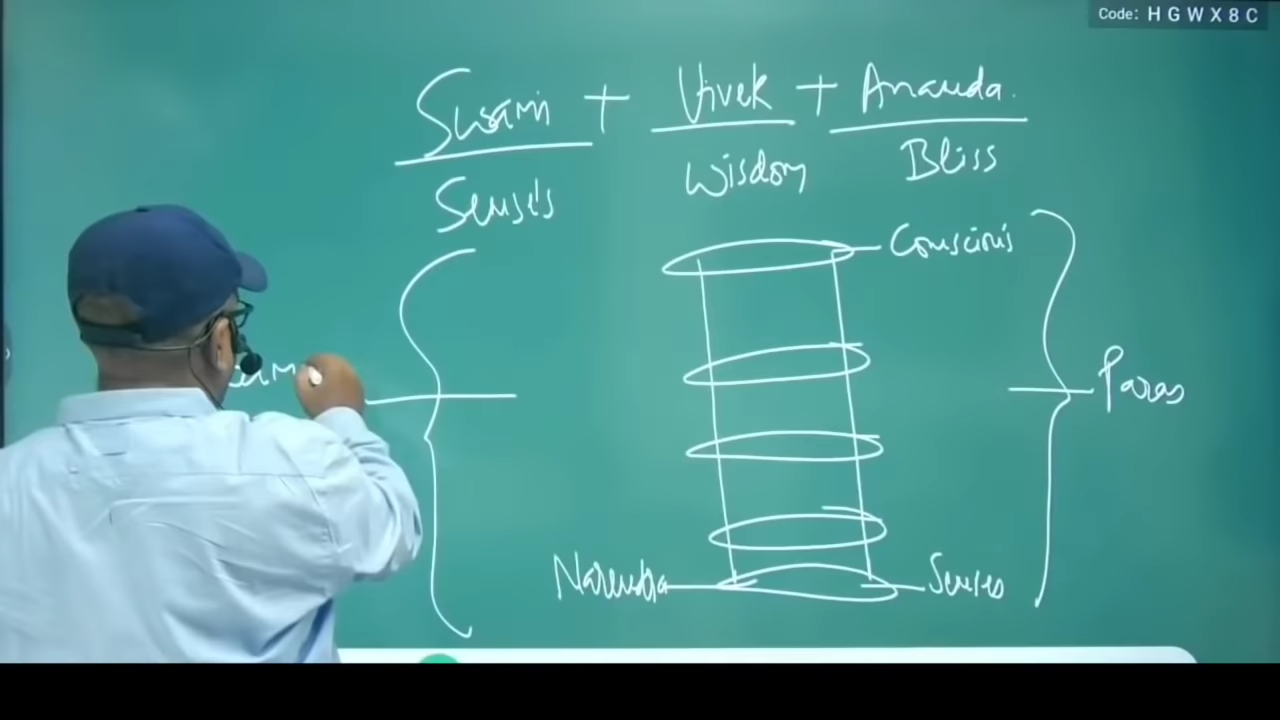 Code: H G W X 8 C
Swami + Vivek + Ananda.
Senses Wisdom Bliss
Conscious
Paras
Narendra Senses